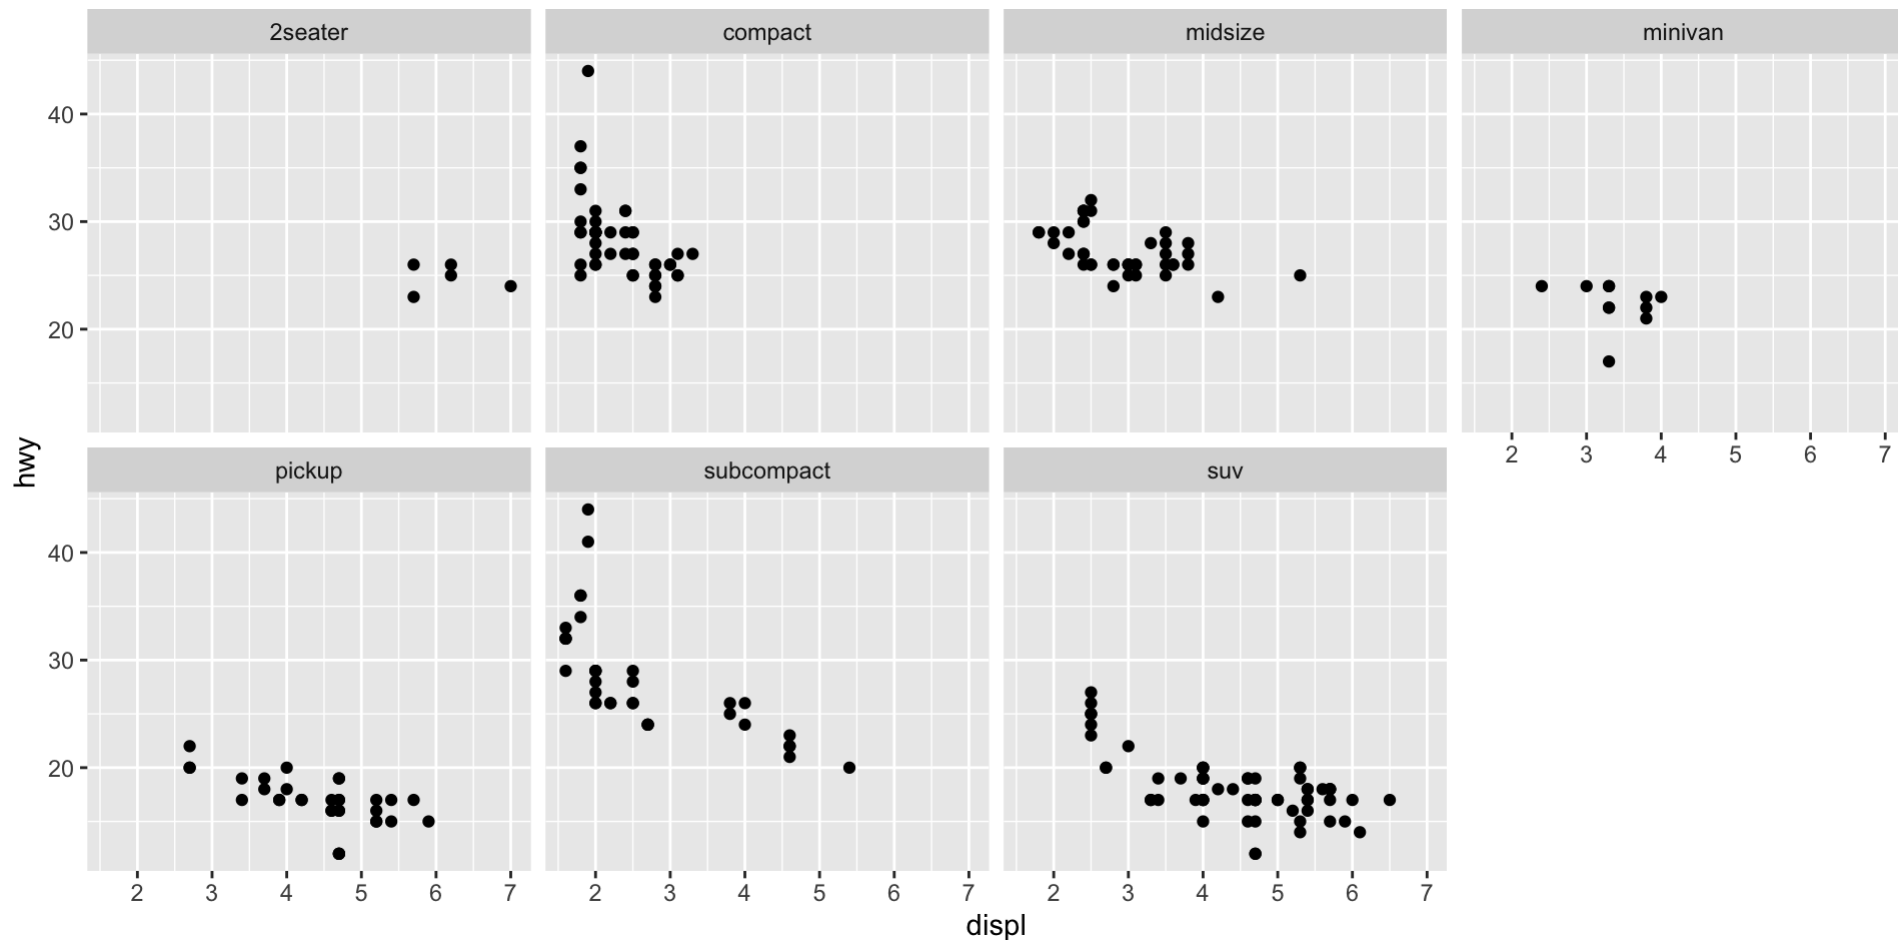 2seater compact midsize minivan
40
30
20
2 3 4 5 6 7
hwy
pickup subcompact suv
40
30
20
2 3 4 5 6 7 2 3 4 5 6 7 2 3 4 5 6 7
displ